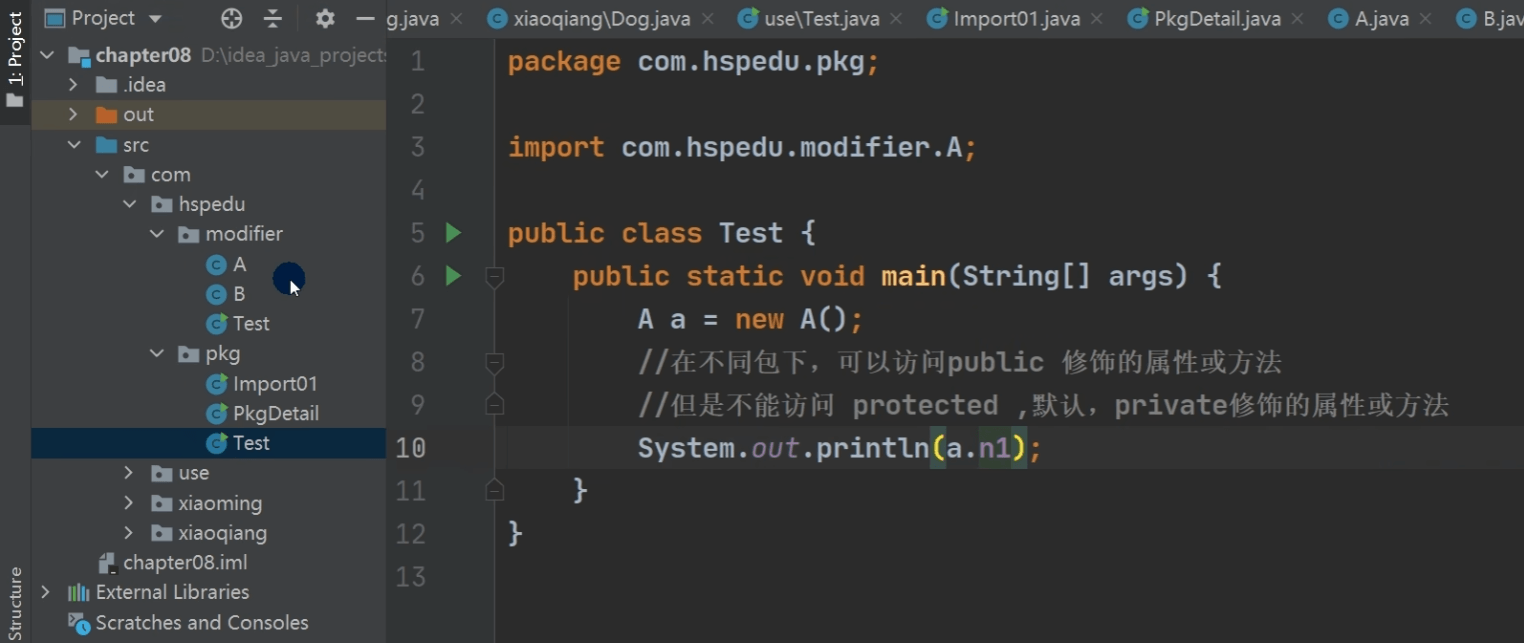 1: Project
Structure
Project
g.java
xiaoqiang\Dog.java
use\Test.java
Import01.java
PkgDetail.java
A.java
B.jav
chapter08 D:\idea_java_projects
.idea
out
src
com
hspedu
modifier
A
B
Test
pkg
Import01
PkgDetail
Test
use
xiaoming
xiaoqiang
chapter08.iml
External Libraries
Scratches and Consoles
1 package com.hspedu.pkg;
2
3 import com.hspedu.modifier.A;
4
5 public class Test {
6 public static void main(String[] args) {
7 A a = new A();
8 //在不同包下，可以访问public 修饰的属性或方法
9 //但是不能访问 protected ,默认，private修饰的属性或方法
10 System.out.println(a.n1);
11 }
12 }
13